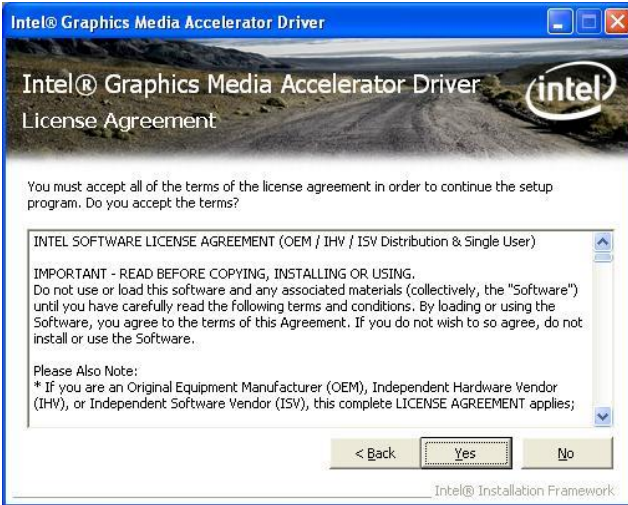 Intel® Graphics Media Accelerator Driver
Intel® Graphics Media Accelerator Driver
License Agreement
intel
You must accept all of the terms of the license agreement in order to continue the setup
program. Do you accept the terms?
INTEL SOFTWARE LICENSE AGREEMENT (OEM / IHV / ISV Distribution & Single User)
IMPORTANT - READ BEFORE COPYING, INSTALLING OR USING.
Do not use or load this software and any associated materials (collectively, the "Software")
until you have carefully read the following terms and conditions. By loading or using the
Software, you agree to the terms of this Agreement. If you do not wish to so agree, do not
install or use the Software.
Please Also Note:
* If you are an Original Equipment Manufacturer (OEM), Independent Hardware Vendor
(IHV), or Independent Software Vendor (ISV), this complete LICENSE AGREEMENT applies;
< Back Yes No
Intel® Installation Framework